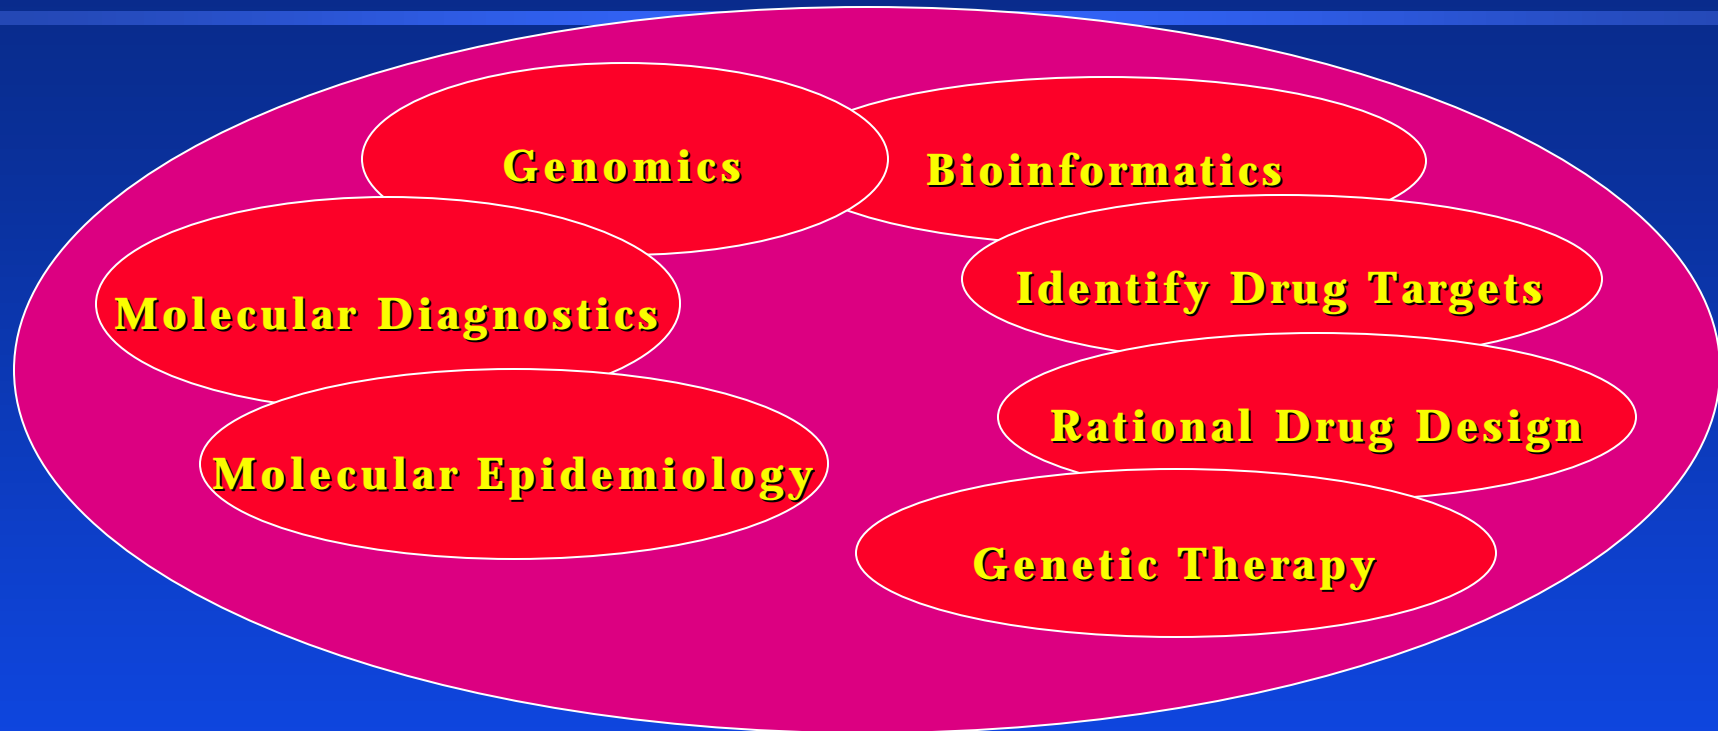 Genomics
Bioinformatics
Identify Drug Targets
Molecular Diagnostics
Rational Drug Design
Molecular Epidemiology
Genetic Therapy